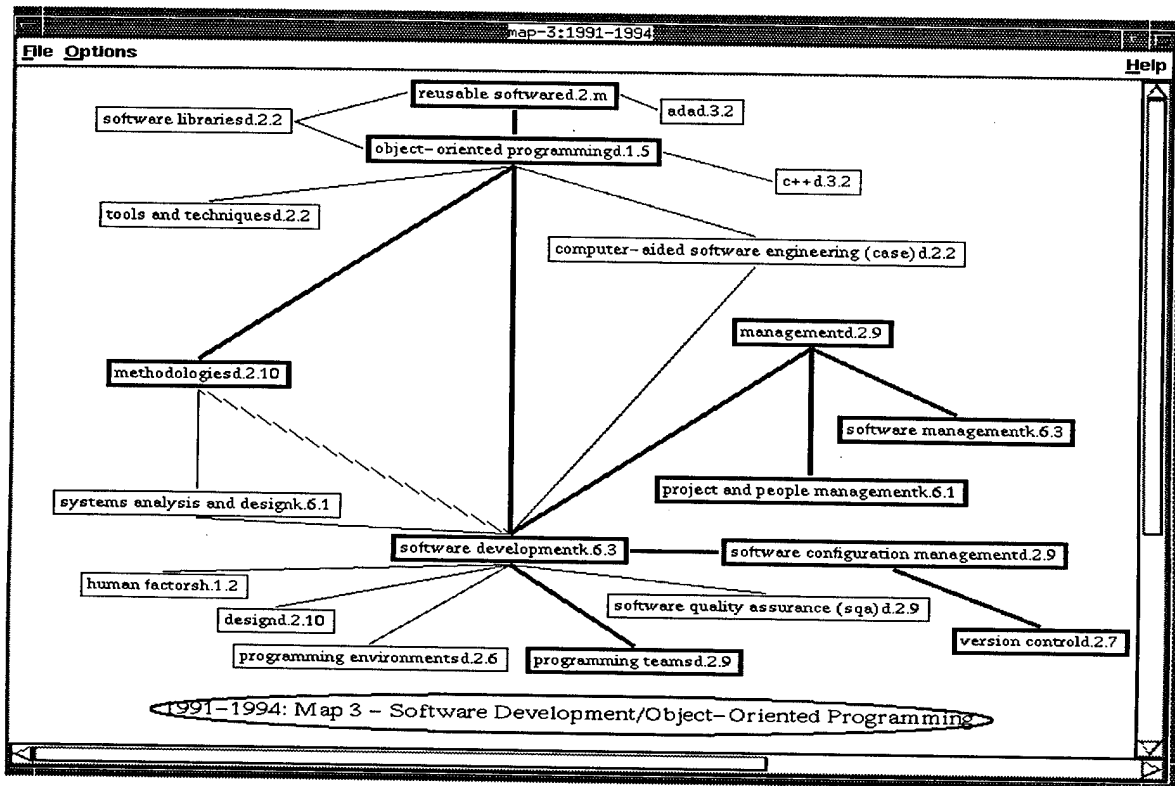 map-3:1991-1994
File Options
Help
reusable softwared.2.m
adad.3.2
software librariesd.2.2
object-oriented programmingd.1.5
c++d.3.2
tools and techniquesd.2.2
computer-aided software engineering (case)d.2.2
managementd.2.9
methodologiesd.2.10
software managementk.6.3
project and people managementk.6.1
systems analysis and designk.6.1
software developmentk.6.3
software configuration managementd.2.9
human factorsh.1.2
software quality assurance (sqa)d.2.9
designd.2.10
version controld.2.7
programming environmentsd.2.6
programming teamsd.2.9
1991-1994: Map 3 - Software Development/Object-Oriented Programming